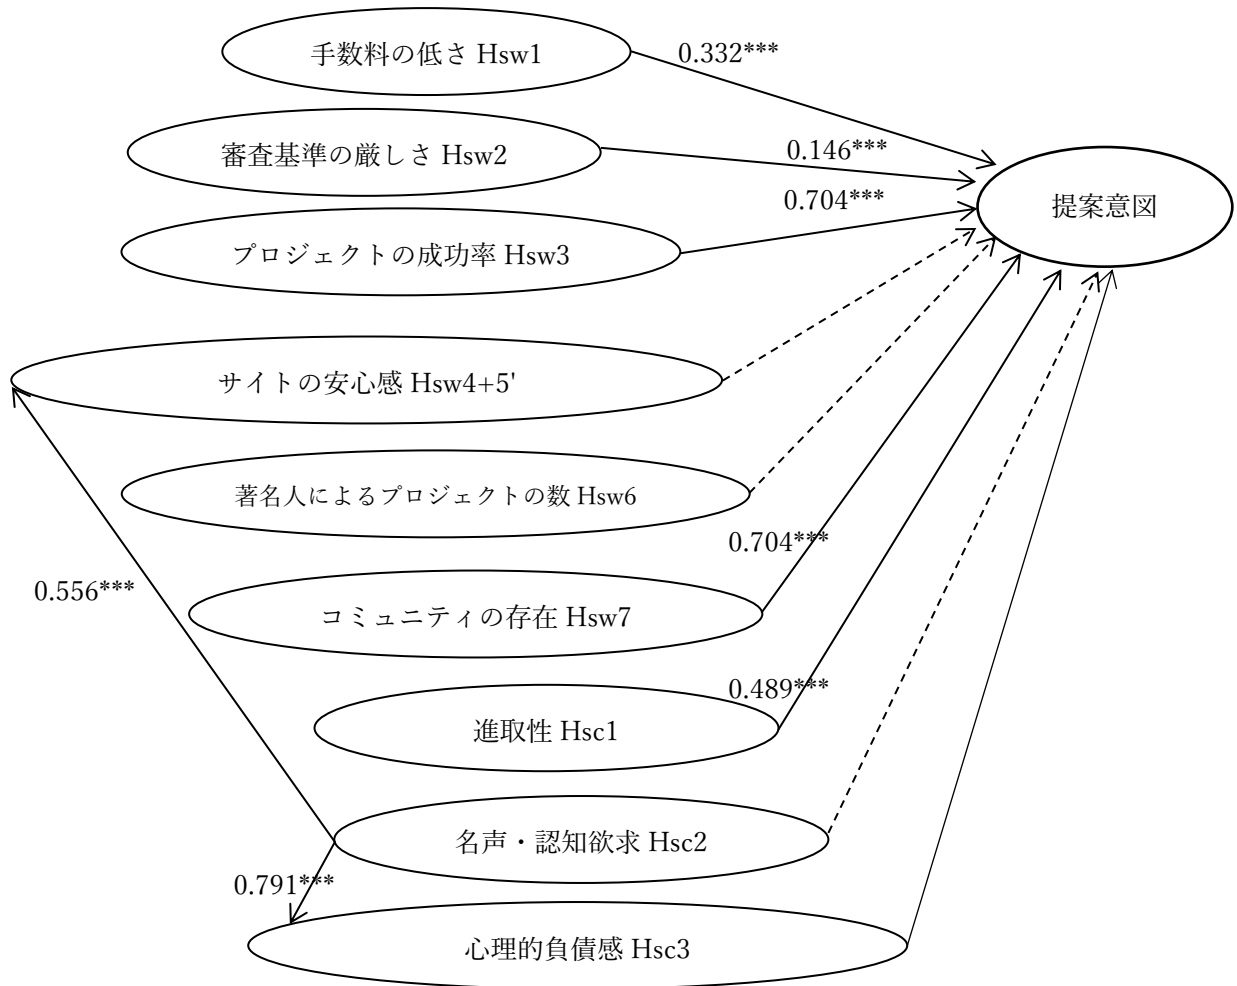 手数料の低さ Hsw1
0.332***
審査基準の厳しさ Hsw2
0.146***
提案意図
0.704***
プロジェクトの成功率 Hsw3
サイトの安心感 Hsw4+5'
著名人によるプロジェクトの数 Hsw6
0.704***
0.556***
コミュニティの存在 Hsw7
0.489***
進取性 Hsc1
名声・認知欲求 Hsc2
0.791***
心理的負債感 Hsc3